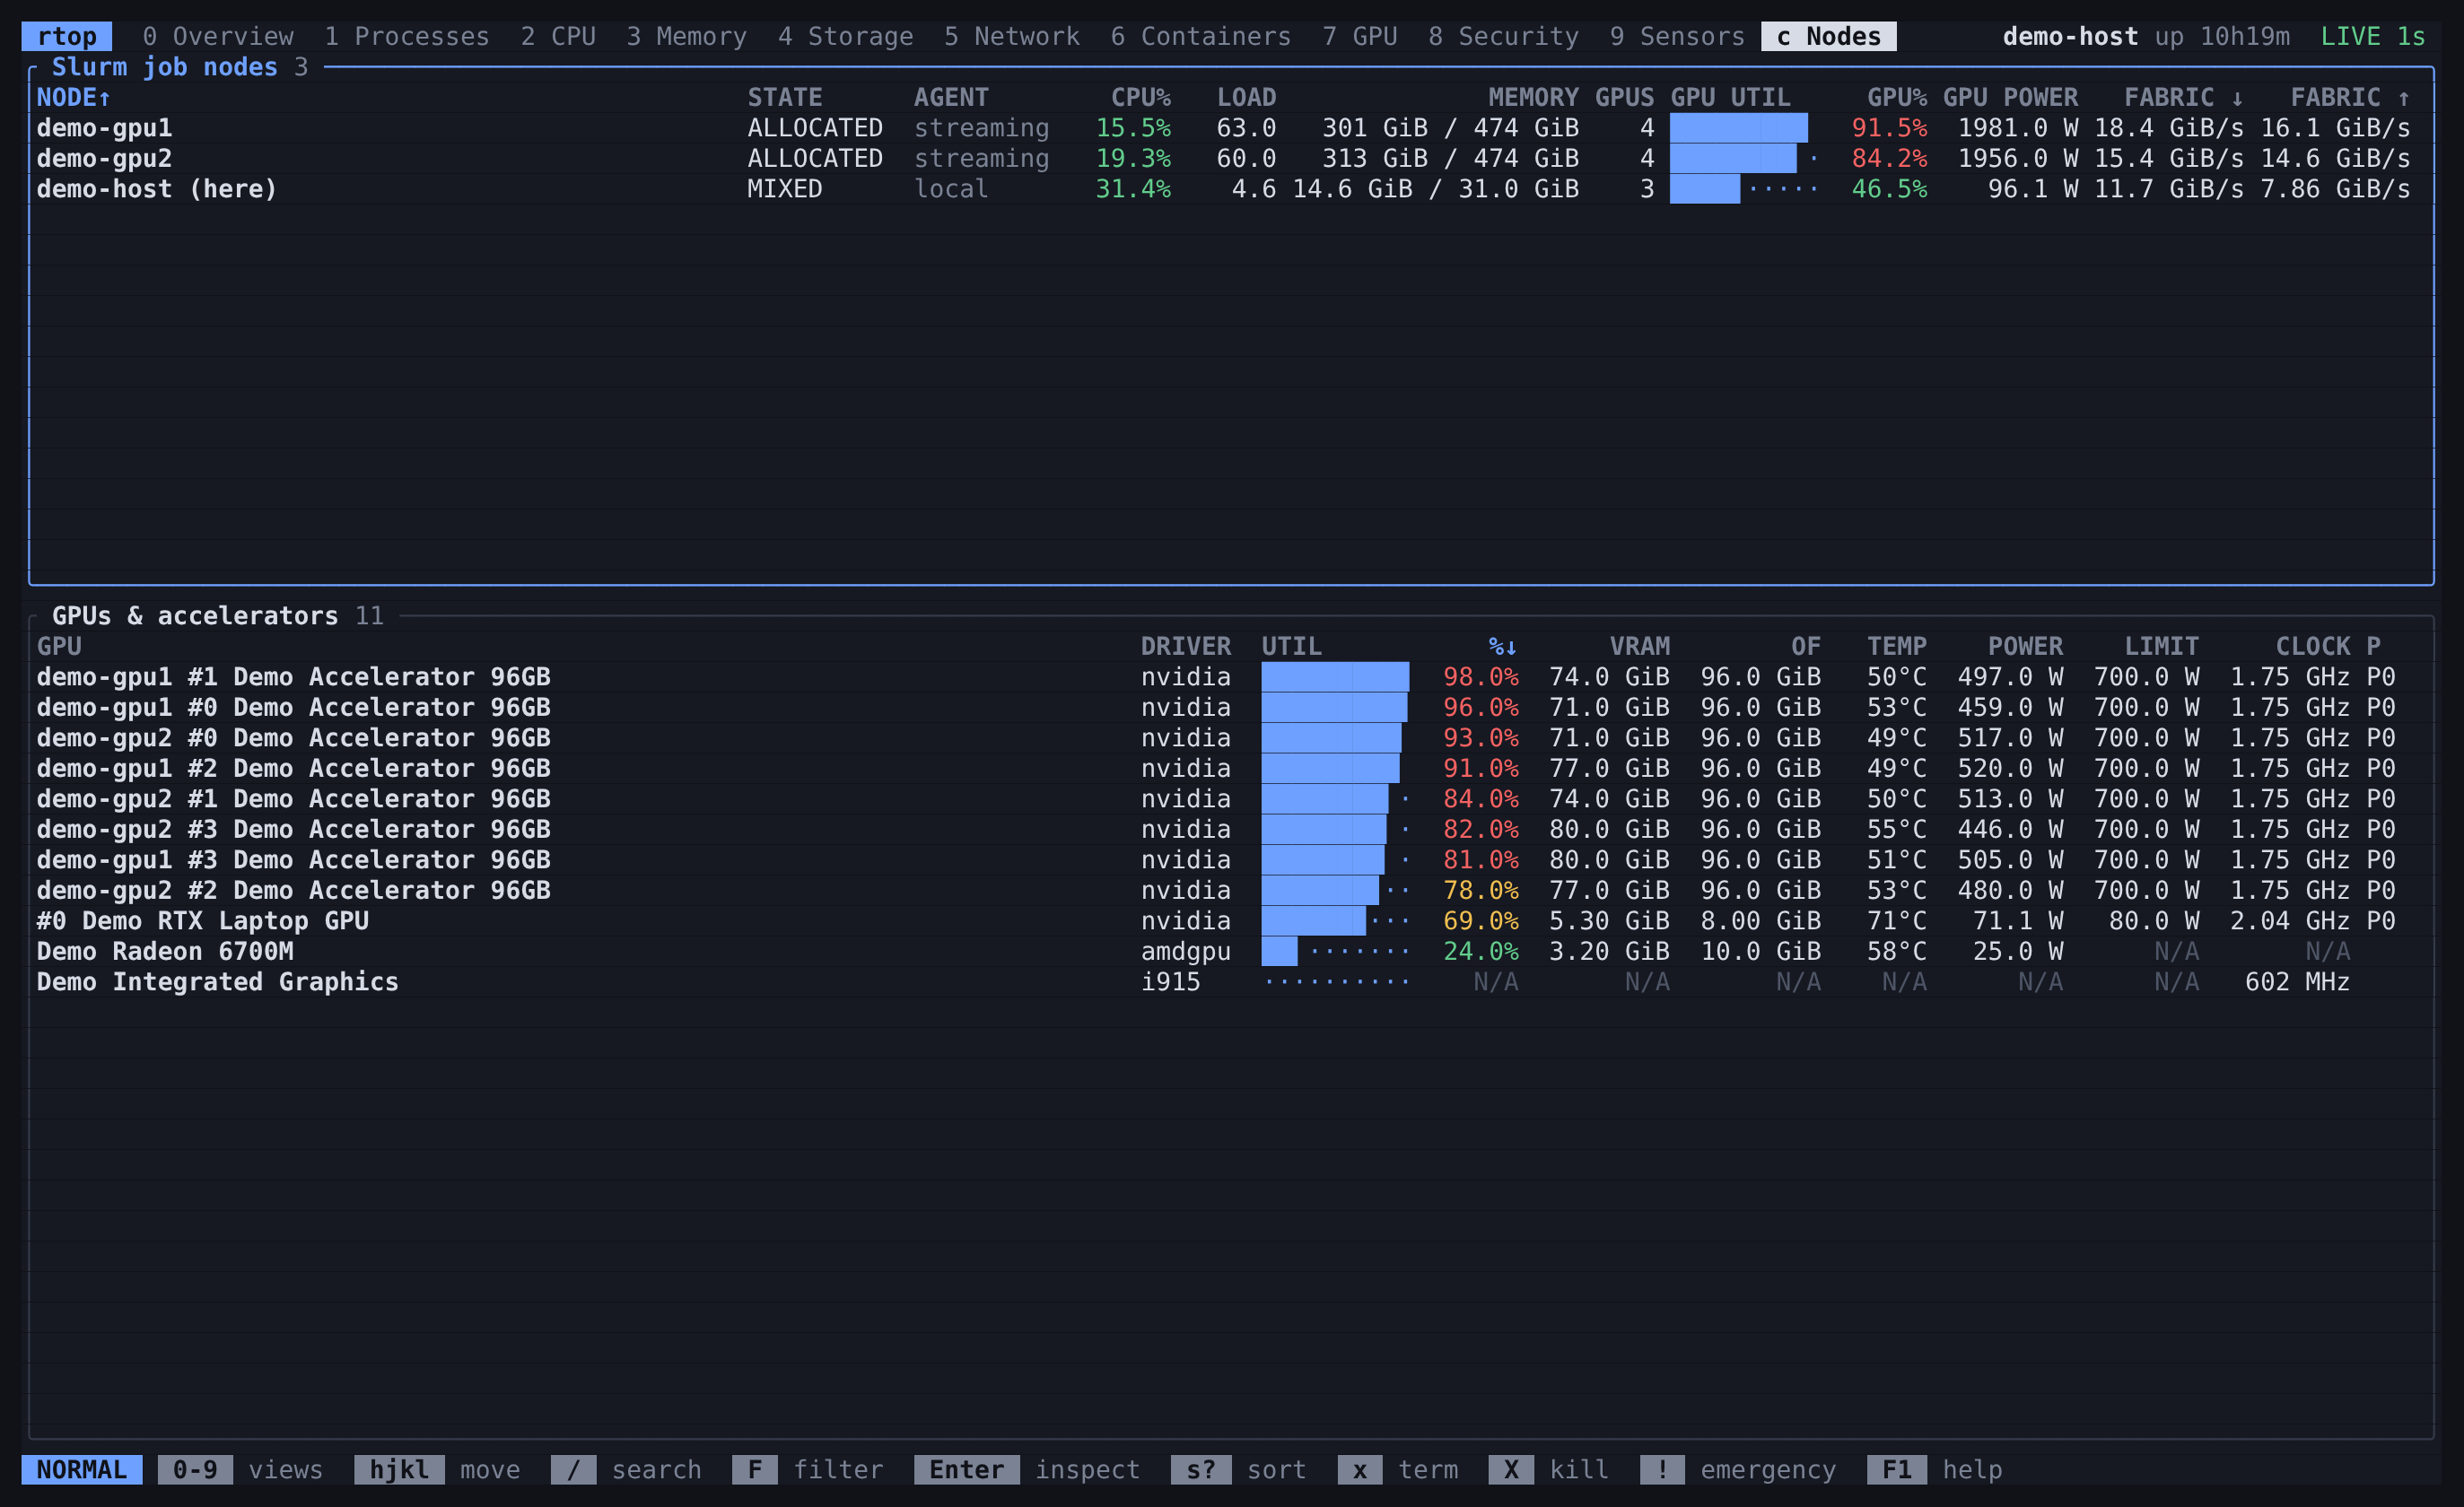 rtop 0 Overview 1 Processes 2 CPU 3 Memory 4 Storage 5 Network 6 Containers 7 GPU 8 Security 9 Sensors c Nodes demo-host up 10h19m LIVE 1s
Slurm job nodes 3
NODE↑ STATE AGENT CPU% LOAD MEMORY GPUS GPU UTIL GPU% GPU POWER FABRIC ↓ FABRIC ↑
demo-gpu1 ALLOCATED streaming 15.5% 63.0 301 GiB / 474 GiB 4 91.5% 1981.0 W 18.4 GiB/s 16.1 GiB/s
demo-gpu2 ALLOCATED streaming 19.3% 60.0 313 GiB / 474 GiB 4 84.2% 1956.0 W 15.4 GiB/s 14.6 GiB/s
demo-host (here) MIXED local 31.4% 4.6 14.6 GiB / 31.0 GiB 3 46.5% 96.1 W 11.7 GiB/s 7.86 GiB/s
GPUs & accelerators 11
GPU DRIVER UTIL %↓ VRAM OF TEMP POWER LIMIT CLOCK P
demo-gpu1 #1 Demo Accelerator 96GB nvidia 98.0% 74.0 GiB 96.0 GiB 50°C 497.0 W 700.0 W 1.75 GHz P0
demo-gpu1 #0 Demo Accelerator 96GB nvidia 96.0% 71.0 GiB 96.0 GiB 53°C 459.0 W 700.0 W 1.75 GHz P0
demo-gpu2 #0 Demo Accelerator 96GB nvidia 93.0% 71.0 GiB 96.0 GiB 49°C 517.0 W 700.0 W 1.75 GHz P0
demo-gpu1 #2 Demo Accelerator 96GB nvidia 91.0% 77.0 GiB 96.0 GiB 49°C 520.0 W 700.0 W 1.75 GHz P0
demo-gpu2 #1 Demo Accelerator 96GB nvidia 84.0% 74.0 GiB 96.0 GiB 50°C 513.0 W 700.0 W 1.75 GHz P0
demo-gpu2 #3 Demo Accelerator 96GB nvidia 82.0% 80.0 GiB 96.0 GiB 55°C 446.0 W 700.0 W 1.75 GHz P0
demo-gpu1 #3 Demo Accelerator 96GB nvidia 81.0% 80.0 GiB 96.0 GiB 51°C 505.0 W 700.0 W 1.75 GHz P0
demo-gpu2 #2 Demo Accelerator 96GB nvidia 78.0% 77.0 GiB 96.0 GiB 53°C 480.0 W 700.0 W 1.75 GHz P0
#0 Demo RTX Laptop GPU nvidia 69.0% 5.30 GiB 8.00 GiB 71°C 71.1 W 80.0 W 2.04 GHz P0
Demo Radeon 6700M amdgpu 24.0% 3.20 GiB 10.0 GiB 58°C 25.0 W N/A N/A
Demo Integrated Graphics i915 N/A N/A N/A N/A N/A N/A 602 MHz
NORMAL 0-9 views hjkl move / search F filter Enter inspect s? sort x term X kill ! emergency F1 help